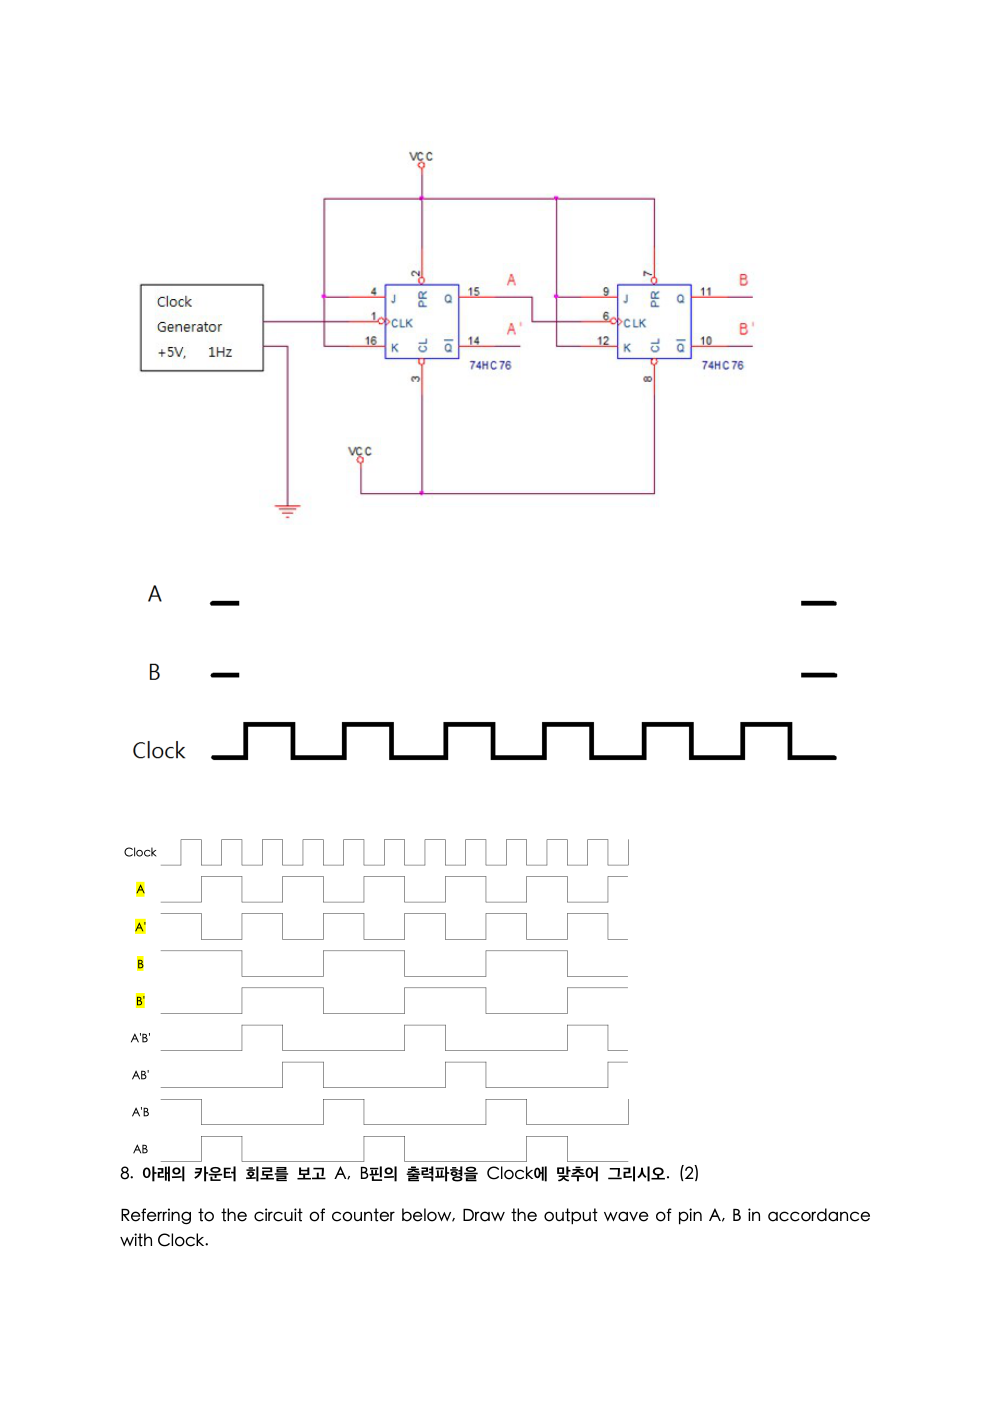 VCC
2
7
A
B
4
J
PR
Q
15
9
J
PR
Q
11
Clock
Generator
+5V, 1Hz
1
CLK
6
CLK
A'
B'
16
K
CL
Q
14
12
K
CL
Q
10
74HC76
74HC76
3
8
VCC
A
B
Clock
Clock
A
A'
B
B'
A'B'
AB'
A'B
AB
8. 아래의 카운터 회로를 보고 A, B핀의 출력파형을 Clock에 맞추어 그리시오. (2)
Referring to the circuit of counter below, Draw the output wave of pin A, B in accordance
with Clock.